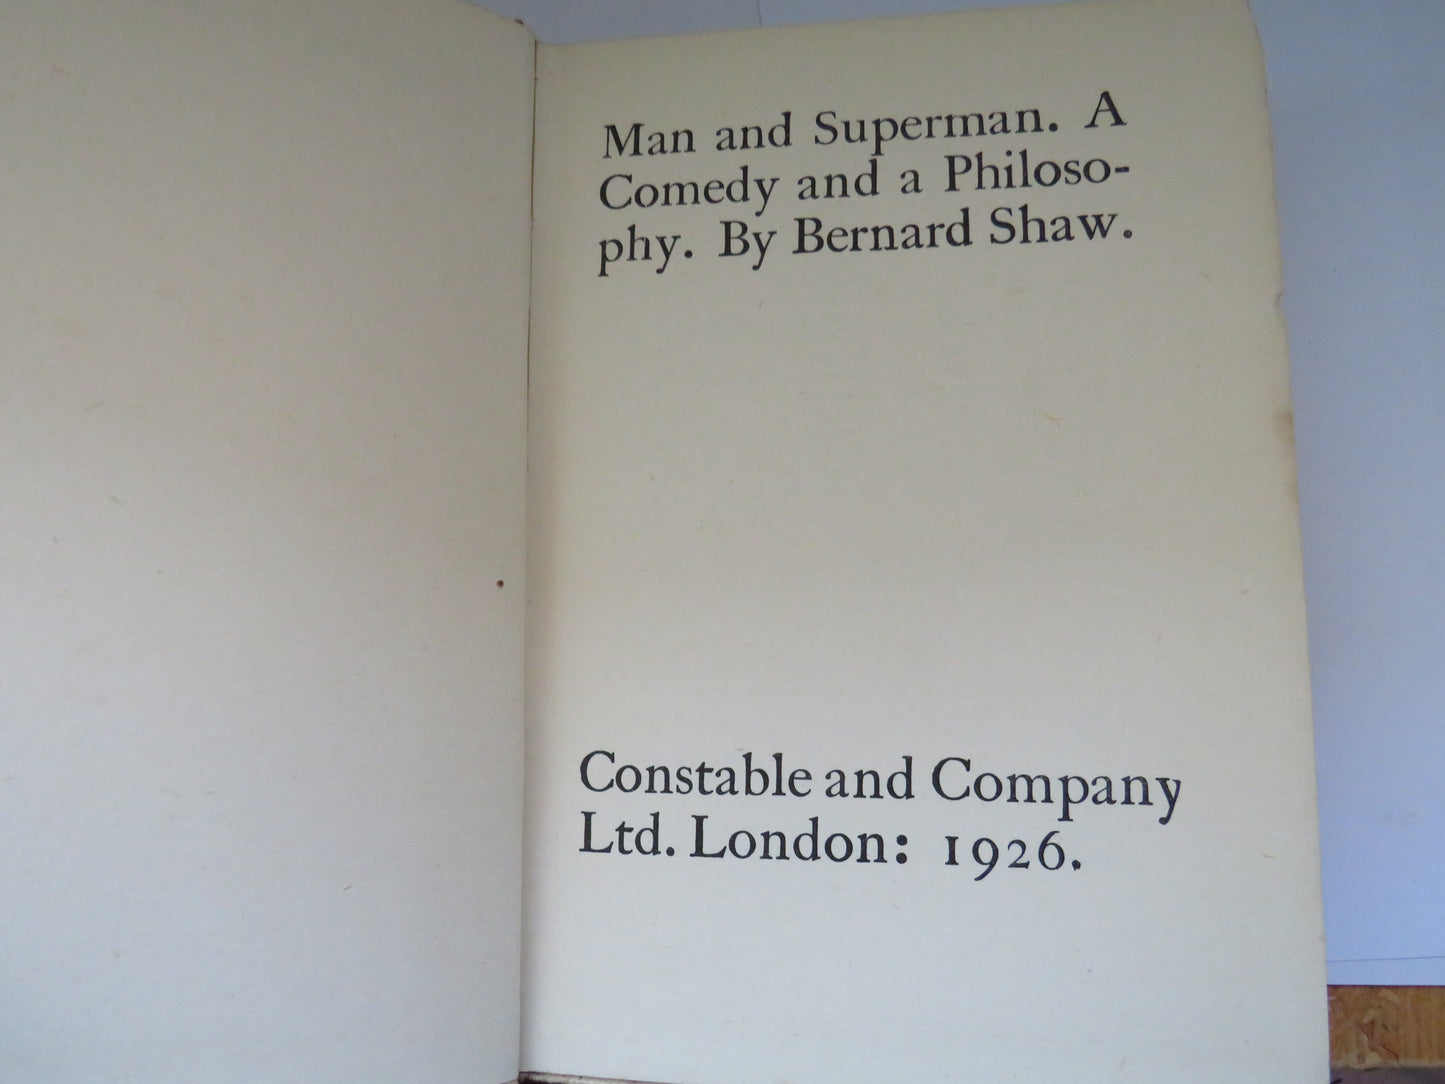 Man and Superman. A
Comedy and a Philoso-
phy. By Bernard Shaw.
Constable and Company
Ltd. London: 1926.